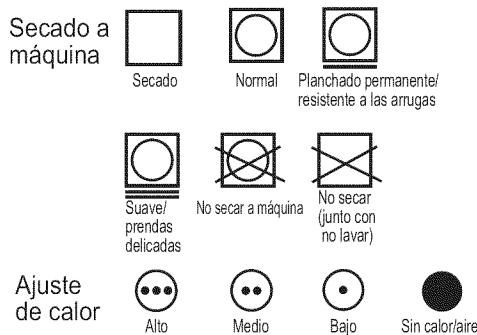 Secado a
máquina
Secado
Normal
Planchado permanente/
resistente a las arrugas
Suave/
prendas
delicadas
No secar a máquina
No secar
(junto con
no lavar)
Ajuste
de calor
Alto
Medio
Bajo
Sin calor/aire